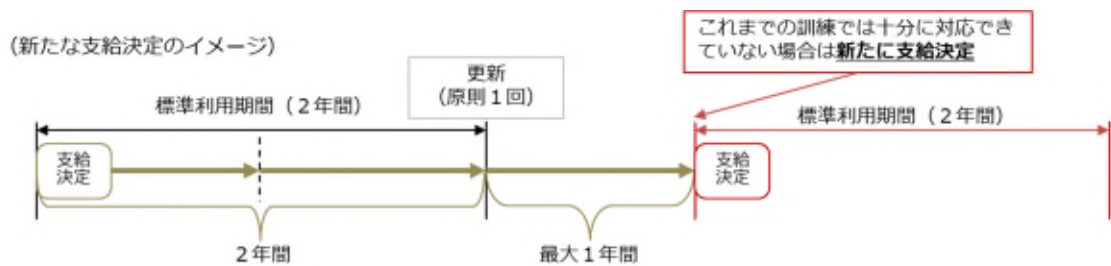 これまでの訓練では十分に対応でき
ていない場合は新たに支給決定
(新たな支給決定のイメージ)
更新
(原則1回)
標準利用期間(2年間)
標準利用期間(2年間)
支給
決定
支給
決定
2年間
最大1年間